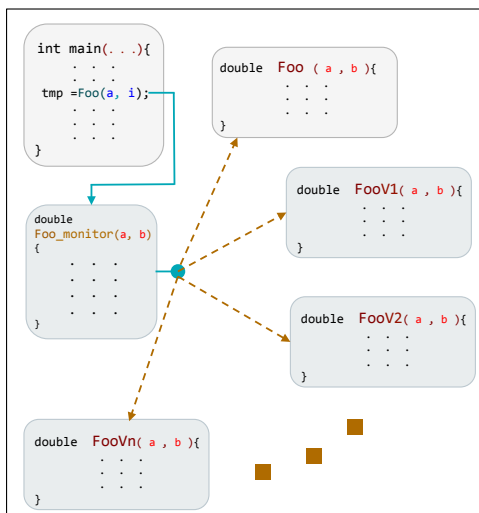 int main(. . .){
. . .
. . .
tmp =Foo(a, i);
. . .
. . .
. . .
}
double Foo ( a , b ){
. . .
. . .
. . .
}
double
Foo_monitor(a, b)
{
. . .
. . .
. . .
. . .
}
double FooV1( a , b ){
. . .
. . .
. . .
}
double FooV2( a , b ){
. . .
. . .
. . .
}
double FooVn( a , b ){
. . .
. . .
. . .
}